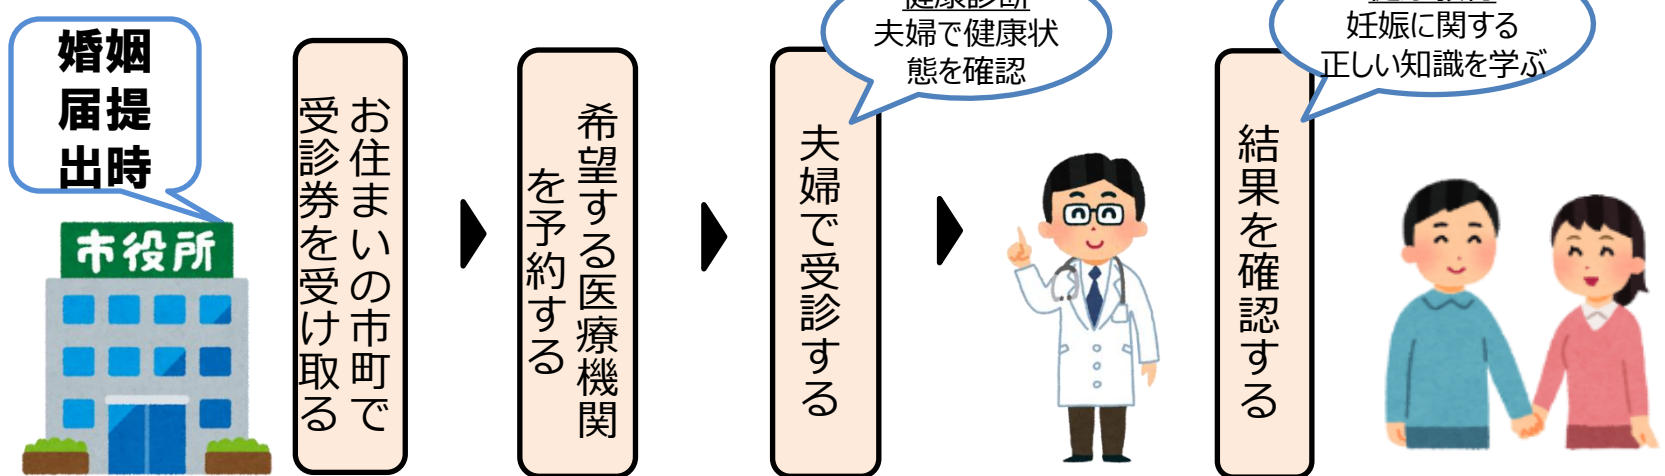 婚姻
届提
出時
市役所
お住まいの市町で
受診券を受け取る
希望する医療機関
を予約する
健康診断
夫婦で健康状
態を確認
夫婦で受診する
妊娠に関する
正しい知識を学ぶ
結果を確認する